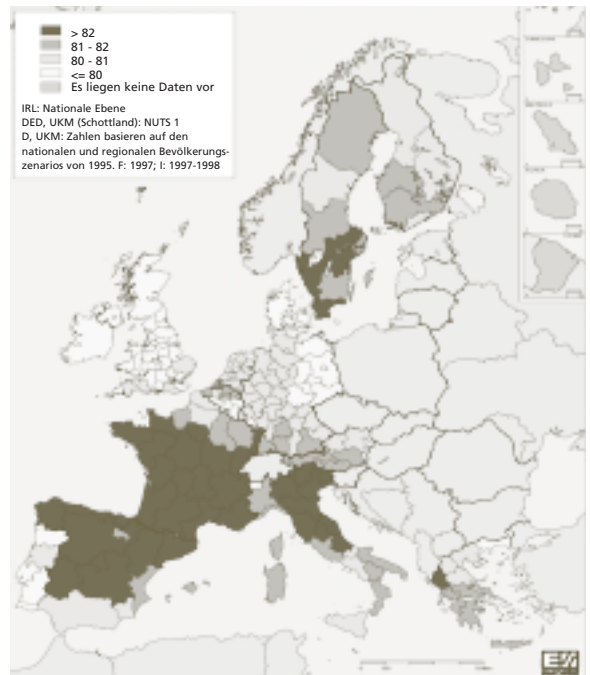 > 82
81 - 82
80 - 81
<= 80
Es liegen keine Daten vor
IRL: Nationale Ebene
DED, UKM (Schottland): NUTS 1
D, UKM: Zahlen basieren auf den
nationalen und regionalen Bevölkerungs-
szenarios von 1995. F: 1997; I: 1997-1998